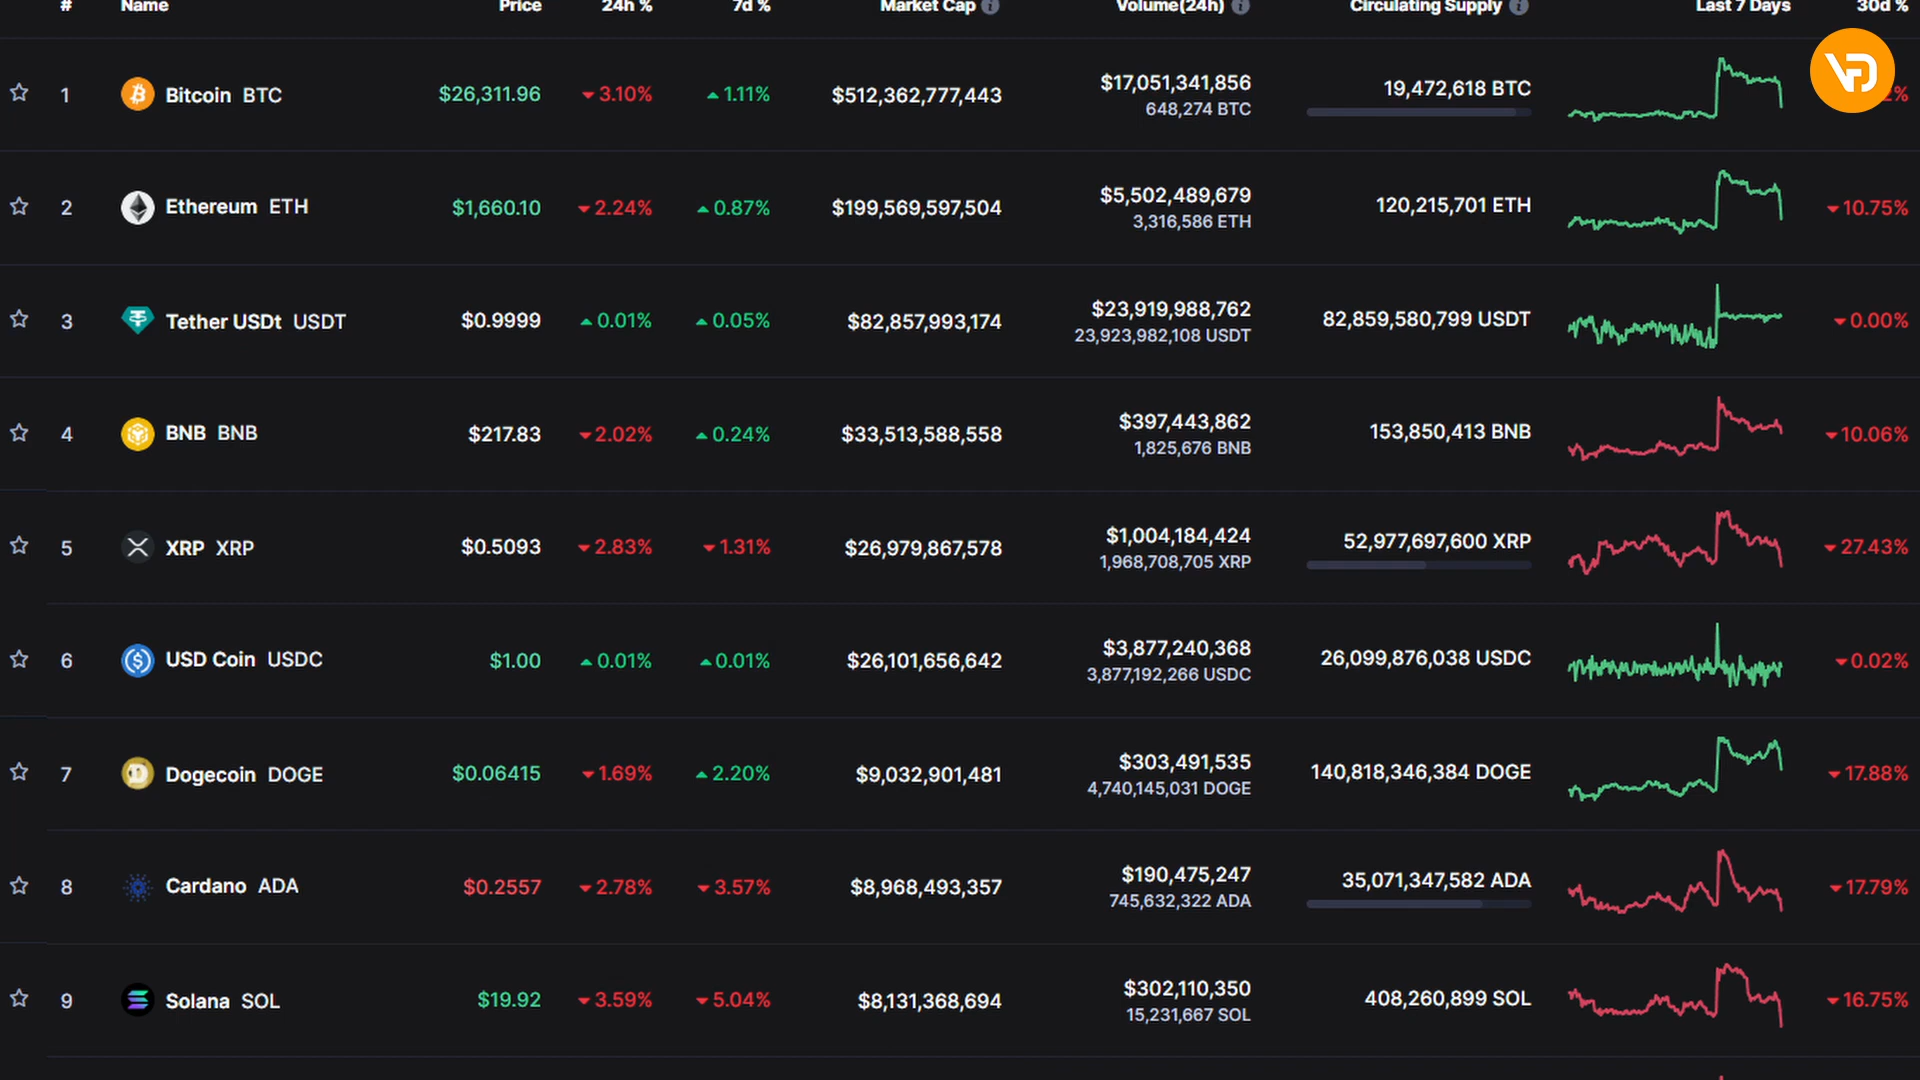 # Name Price 24h % 7d % Market Cap Volume(24h) Circulating Supply Last 7 Days 30d %
1 Bitcoin BTC $26,311.96 3.10% 1.11% $512,362,777,443 $17,051,341,856 19,472,618 BTC
648,274 BTC
2 Ethereum ETH $1,660.10 2.24% 0.87% $199,569,597,504 $5,502,489,679 120,215,701 ETH 10.75%
3,316,586 ETH
3 Tether USDt USDT $0.9999 0.01% 0.05% $82,857,993,174 $23,919,988,762 82,859,580,799 USDT 0.00%
23,923,982,108 USDT
4 BNB BNB $217.83 2.02% 0.24% $33,513,588,558 $397,443,862 153,850,413 BNB 10.06%
1,825,676 BNB
5 XRP XRP $0.5093 2.83% 1.31% $26,979,867,578 $1,004,184,424 52,977,697,600 XRP 27.43%
1,968,708,705 XRP
6 USD Coin USDC $1.00 0.01% 0.01% $26,101,656,642 $3,877,240,368 26,099,876,038 USDC 0.02%
3,877,192,266 USDC
7 Dogecoin DOGE $0.06415 1.69% 2.20% $9,032,901,481 $303,491,535 140,818,346,384 DOGE 17.88%
4,740,145,031 DOGE
8 Cardano ADA $0.2557 2.78% 3.57% $8,968,493,357 $190,475,247 35,071,347,582 ADA 17.79%
745,632,322 ADA
9 Solana SOL $19.92 3.59% 5.04% $8,131,368,694 $302,110,350 408,260,899 SOL 16.75%
15,231,667 SOL